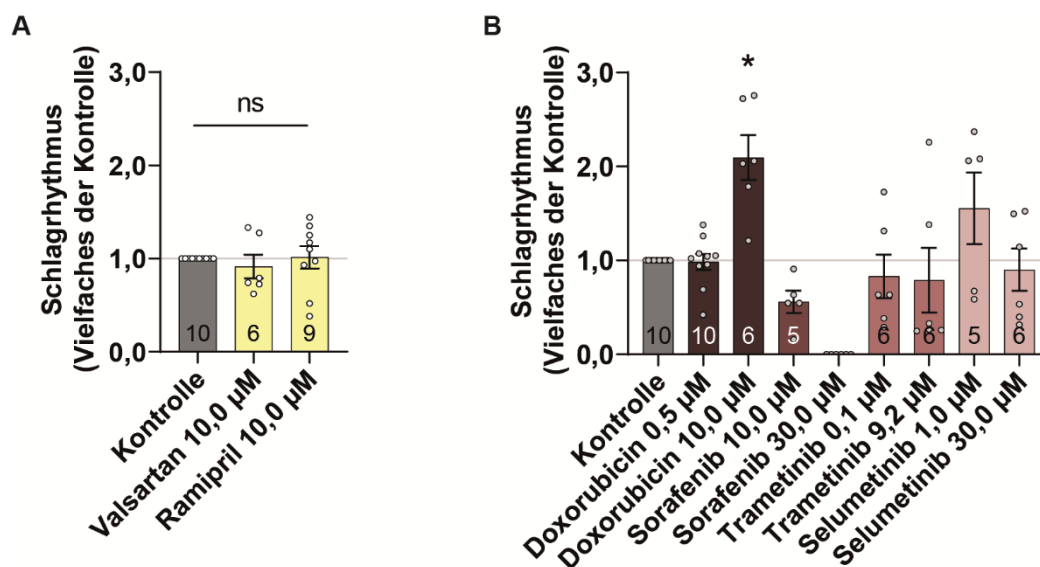 A
Schlagrhythmus
(Vielfaches der Kontrolle)
3,0
2,0
1,0
0,0
ns
10
6
9
Kontrolle
Valsartan 10,0 µM
Ramipril 10,0 µM
B
Schlagrhythmus
(Vielfaches der Kontrolle)
3,0
2,0
1,0
0,0
*
10
10
6
5
6
6
5
6
Kontrolle
Doxorubicin 0,5 µM
Doxorubicin 10,0 µM
Sorafenib 10,0 µM
Sorafenib 30,0 µM
Trametinib 0,1 µM
Trametinib 9,2 µM
Selumetinib 1,0 µM
Selumetinib 30,0 µM